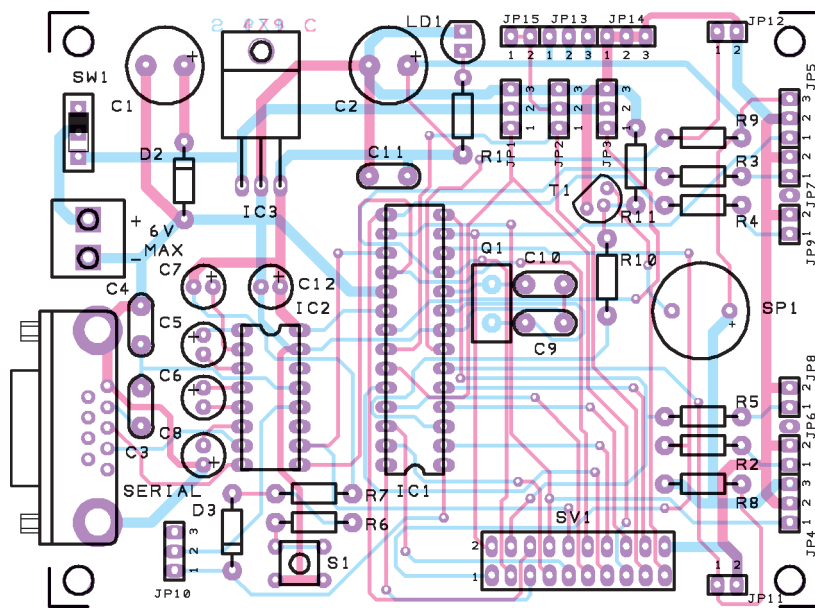 S 479 C
LD1
JP15 JP13 JP14
JP12
1 2 1 3 1 2
SW1
C1
C2
JP5
3
2
1
R9
D2
C11
R1
3
2
1
JP1
3
2
1
JP2
3
2
1
JP3
R3
2
1
JP7
T1
R11
R4
2
1
JP9
IC3
+ 6V
MAX
-
Q1
C10
R10
C7
C12
C4
IC2
SP1
+
C5
C9
C6
JP8
2
1
R5
JP6
C8
C3
R2
2
1
SERIAL
R7
IC1
3
2
1
R8
D3
R6
SV1
JP4
3
2
1
2
1
S1
2
1
JP10
JP11